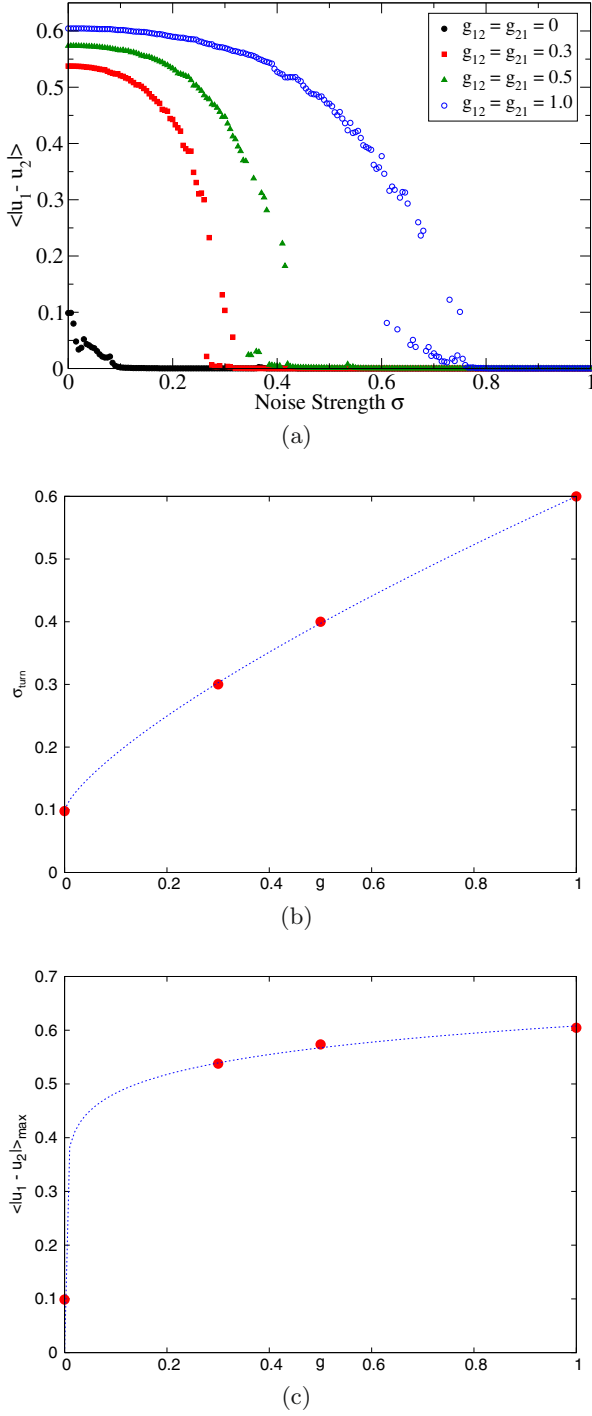 0.6
0.5
0.4
0.3
0.2
0.1
0
<|u₁ - u₂|>
g₁₂ = g₂₁ = 0
g₁₂ = g₂₁ = 0.3
g₁₂ = g₂₁ = 0.5
g₁₂ = g₂₁ = 1.0
0 0.2 0.4 0.6 0.8 1
Noise Strength σ
(a)
0.6
0.5
0.4
0.3
0.2
0.1
0
σturn
0 0.2 0.4 g 0.6 0.8 1
(b)
0.7
0.6
0.5
0.4
0.3
0.2
0.1
0
<|u₁ - u₂|>max
0 0.2 0.4 g 0.6 0.8 1
(c)